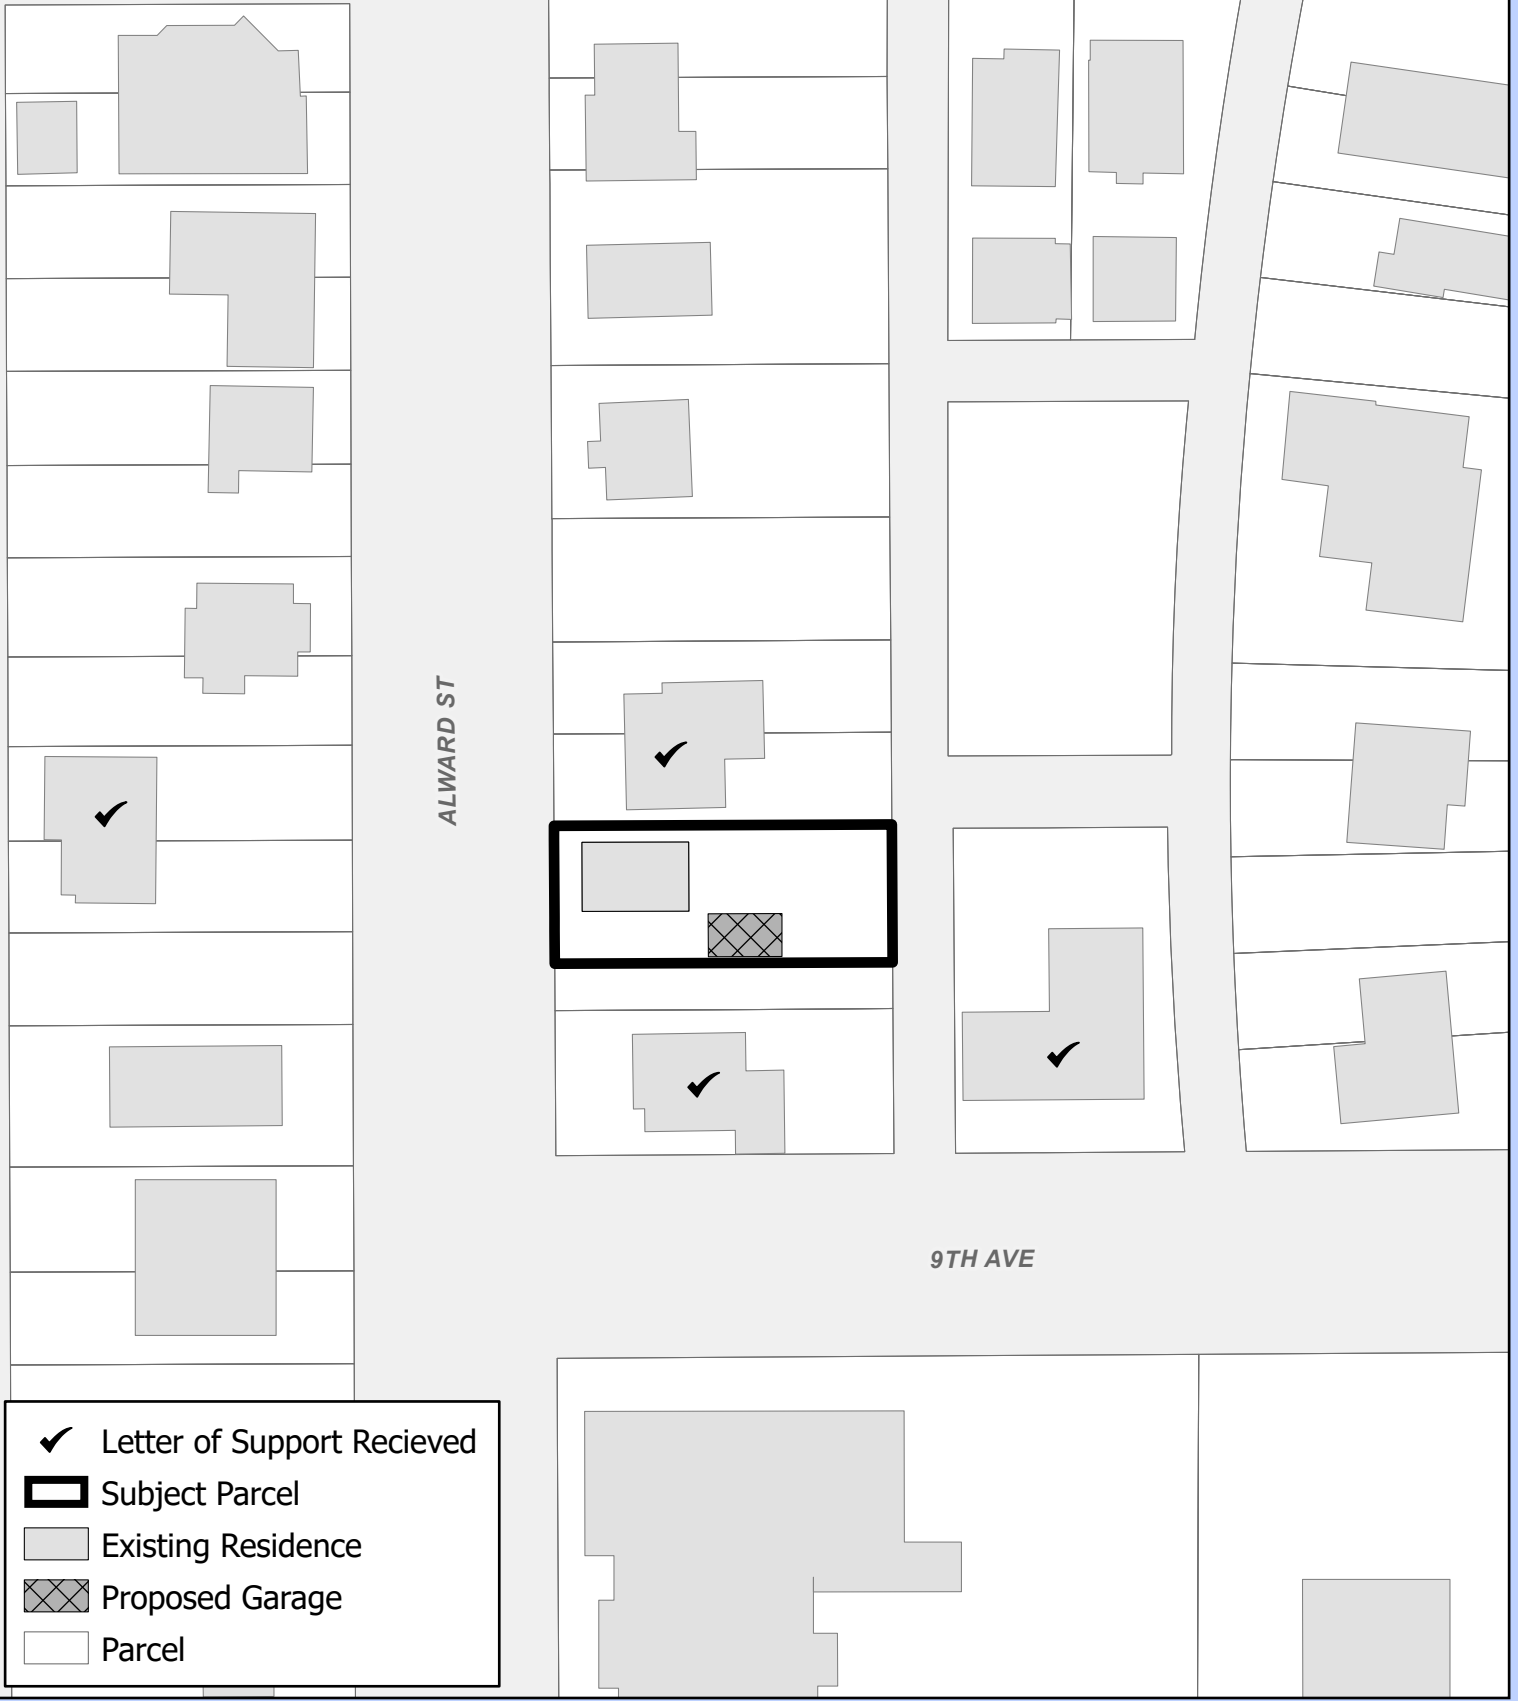 ALWARD ST
9TH AVE
Letter of Support Recieved
Subject Parcel
Existing Residence
Proposed Garage
Parcel